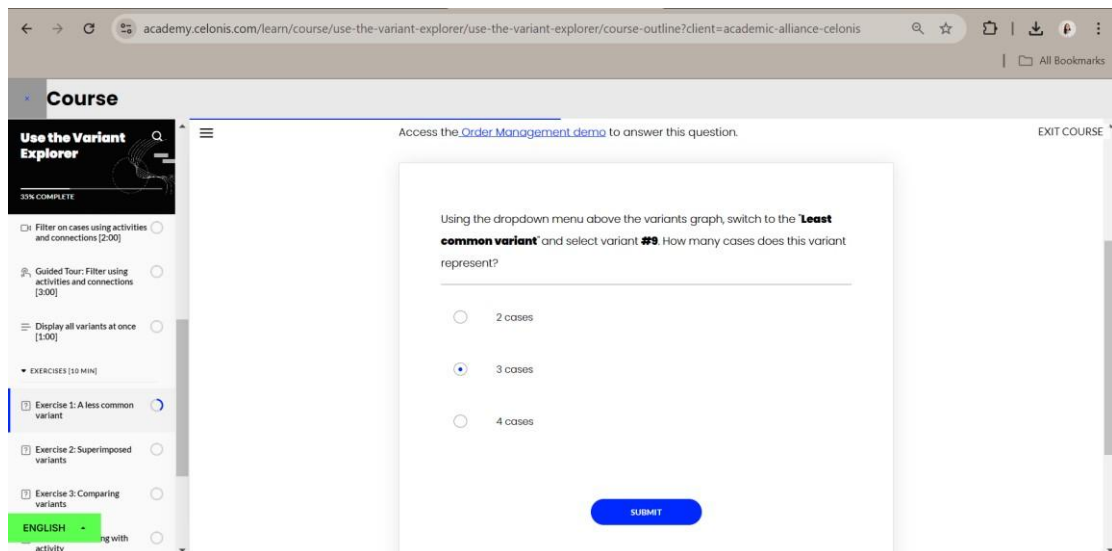 academy.celonis.com/learn/course/use-the-variant-explorer/use-the-variant-explorer/course-outline?client=academic-alliance-celonis
All Bookmarks
Course
Use the Variant
Explorer
35% COMPLETE
Filter on cases using activities
and connections [2:00]
Guided Tour: Filter using
activities and connections
[3:00]
Display all variants at once
[1:00]
EXERCISES [10 MIN]
Exercise 1: A less common
variant
Exercise 2: Superimposed
variants
Exercise 3: Comparing
variants
ENGLISH
ng with
activity
Access the Order Management demo to answer this question.
EXIT COURSE
Using the dropdown menu above the variants graph, switch to the "Least
common variant" and select variant #9. How many cases does this variant
represent?
2 cases
3 cases
4 cases
SUBMIT